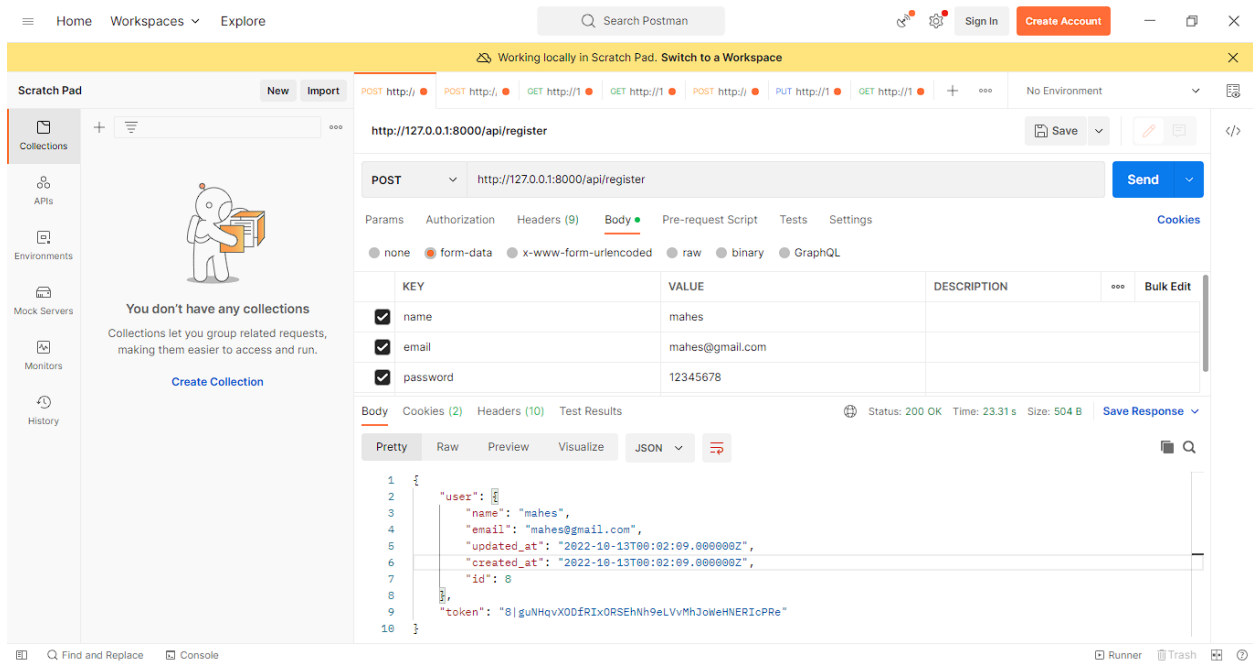 Home Workspaces Explore Search Postman Sign In Create Account
Working locally in Scratch Pad. Switch to a Workspace
Scratch Pad New Import
POST http:/ POST http:/ GET http://1 GET http://1 POST http:/ PUT http://1 GET http://1 No Environment
Collections
APIs
Environments
Mock Servers
Monitors
History
You don't have any collections
Collections let you group related requests,
making them easier to access and run.
Create Collection
http://127.0.0.1:8000/api/register Save
POST http://127.0.0.1:8000/api/register Send
Params Authorization Headers (9) Body Pre-request Script Tests Settings Cookies
none form-data x-www-form-urlencoded raw binary GraphQL
KEY VALUE DESCRIPTION Bulk Edit
name mahes
email mahes@gmail.com
password 12345678
Body Cookies (2) Headers (10) Test Results Status: 200 OK Time: 23.31 s Size: 504 B Save Response
Pretty Raw Preview Visualize JSON
1 {
2 "user": {
3 "name": "mahes",
4 "email": "mahes@gmail.com",
5 "updated_at": "2022-10-13T00:02:09.000000Z",
6 "created_at": "2022-10-13T00:02:09.000000Z",
7 "id": 8
8 },
9 "token": "8|guNHqvXODfRIxORSEhNh9eLVvMhJoWeHNERIcPRe"
10 }
Find and Replace Console Runner Trash